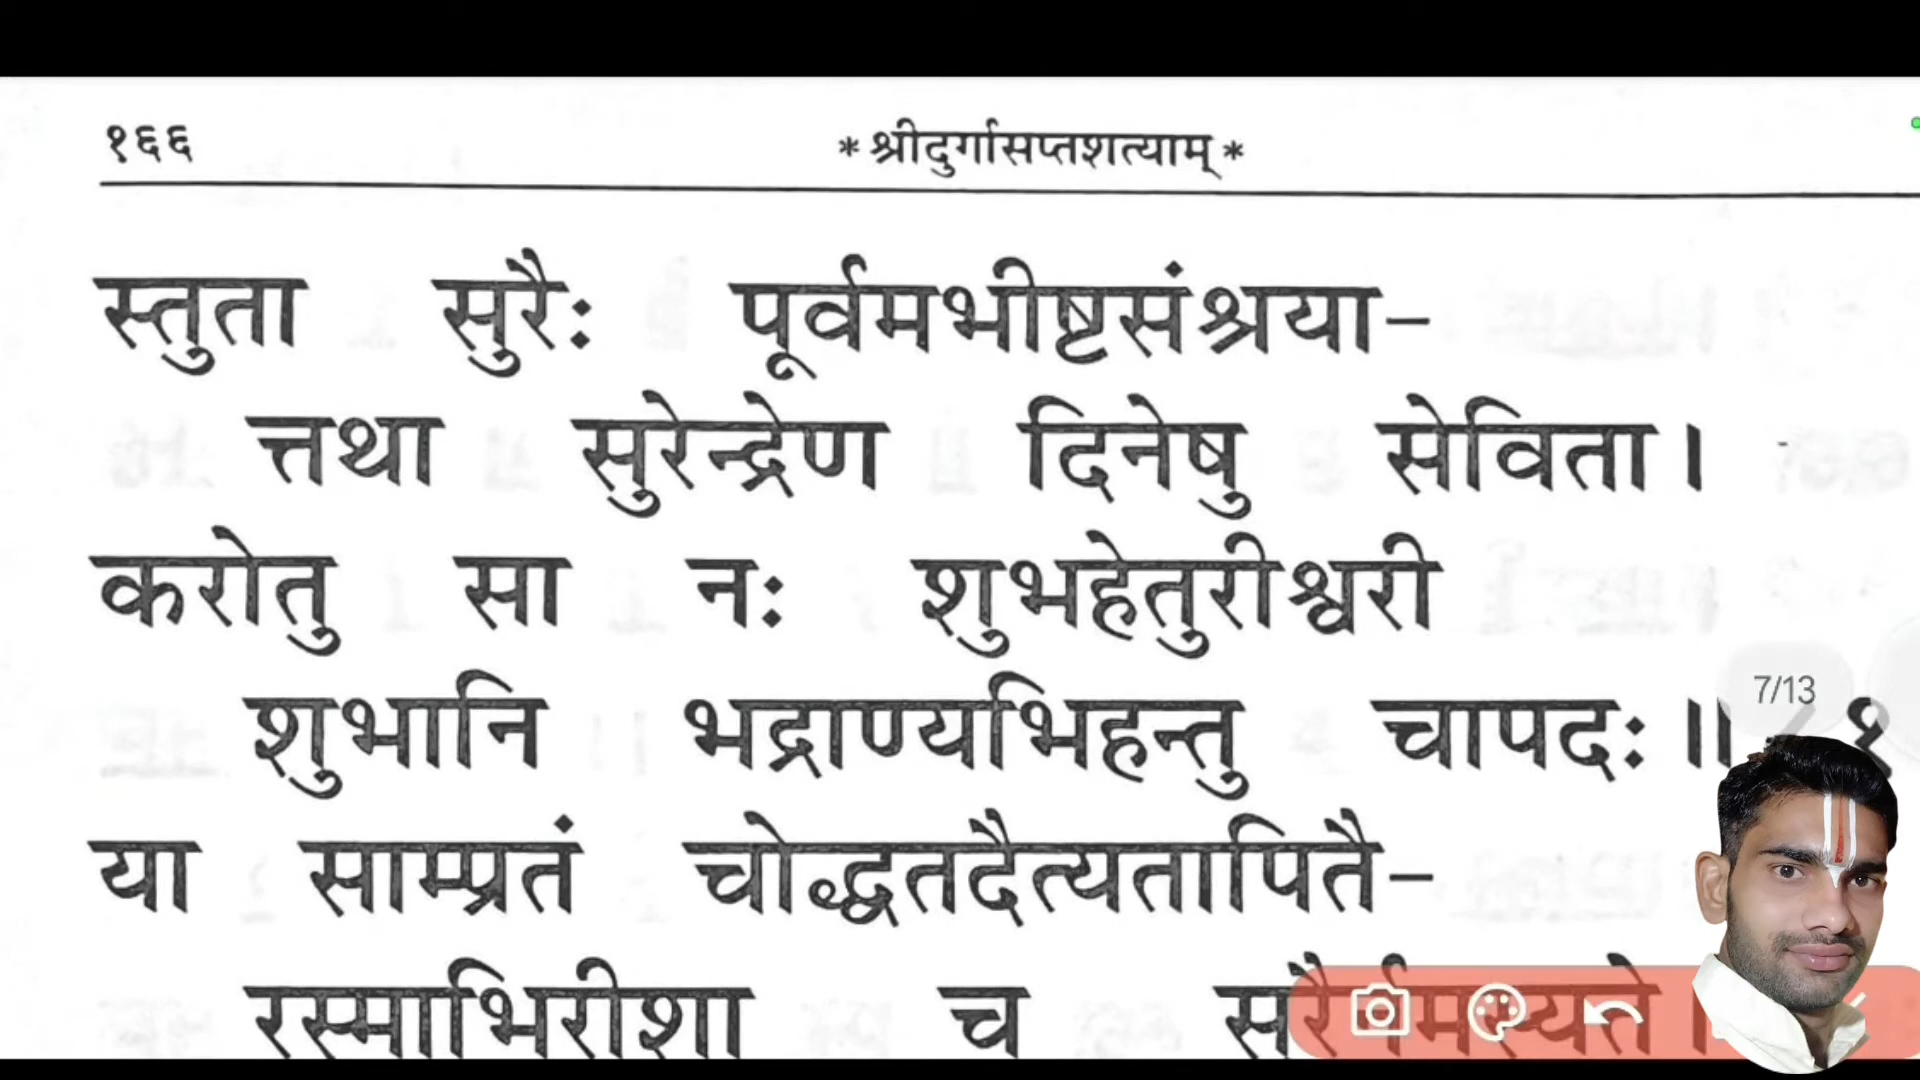 १६६
* श्रीदुर्गासप्तशत्याम् *
स्तुता सुरैः पूर्वमभीष्टसंश्रया-
त्तथा सुरेन्द्रेण दिनेषु सेविता।
करोतु सा नः शुभहेतुरीश्वरी
शुभानि भद्राण्यभिहन्तु चापदः॥ १
7/13
या साम्प्रतं चोद्धतदैत्यतापितै-
रस्माभिरीशा च